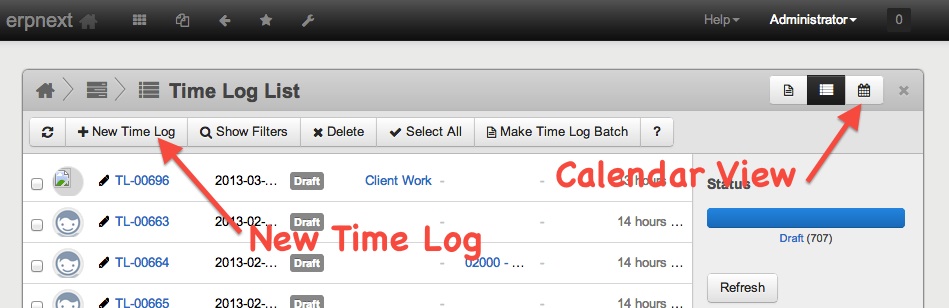 erpnext Help Administrator 0
Time Log List
New Time Log Show Filters Delete Select All Make Time Log Batch ?
TL-00696 2013-03-... Draft Client Work - - hours ...
Calendar View
Status
TL-00663 2013-02-... Draft - - 14 hours ...
Draft (707)
New Time Log
TL-00664 2013-02-... Draft - 02000 - ... - 14 hours ...
Refresh
TL-00665 2013-02-... Draft - - 14 hours ...